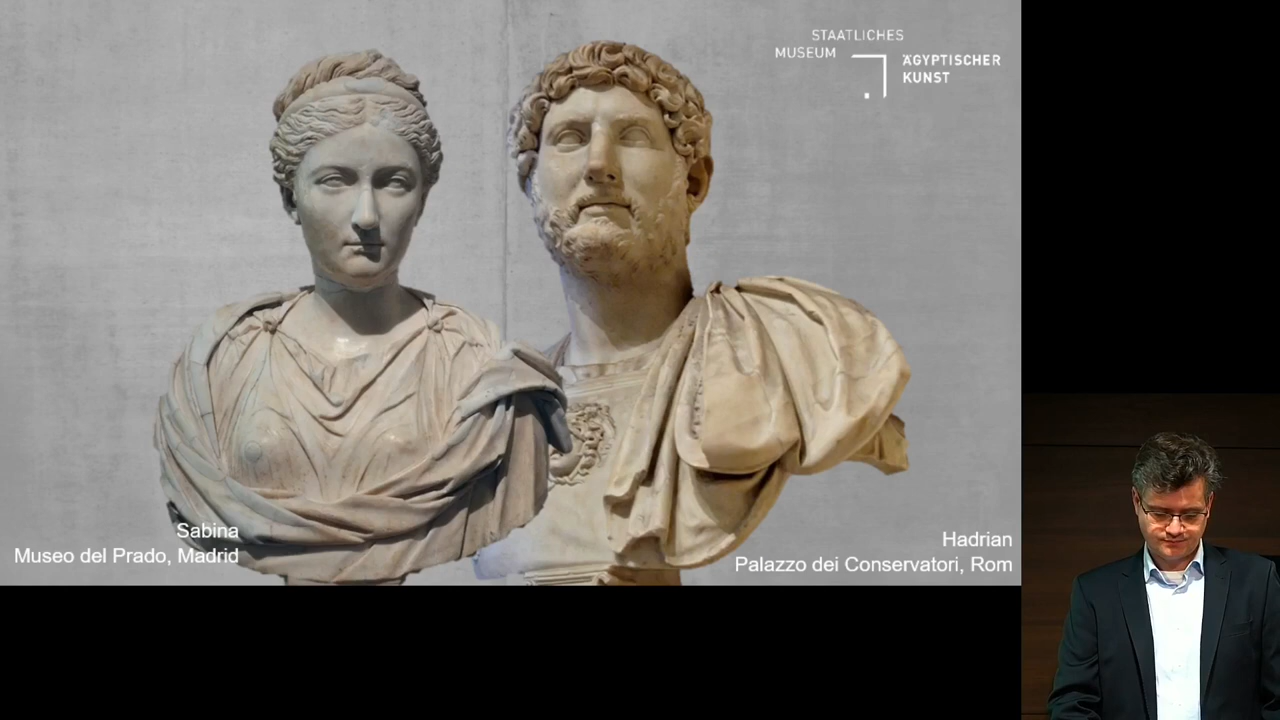 STAATLICHES
MUSEUM
ÄGYPTISCHER
KUNST
Sabina
Museo del Prado, Madrid
Hadrian
Palazzo dei Conservatori, Rom